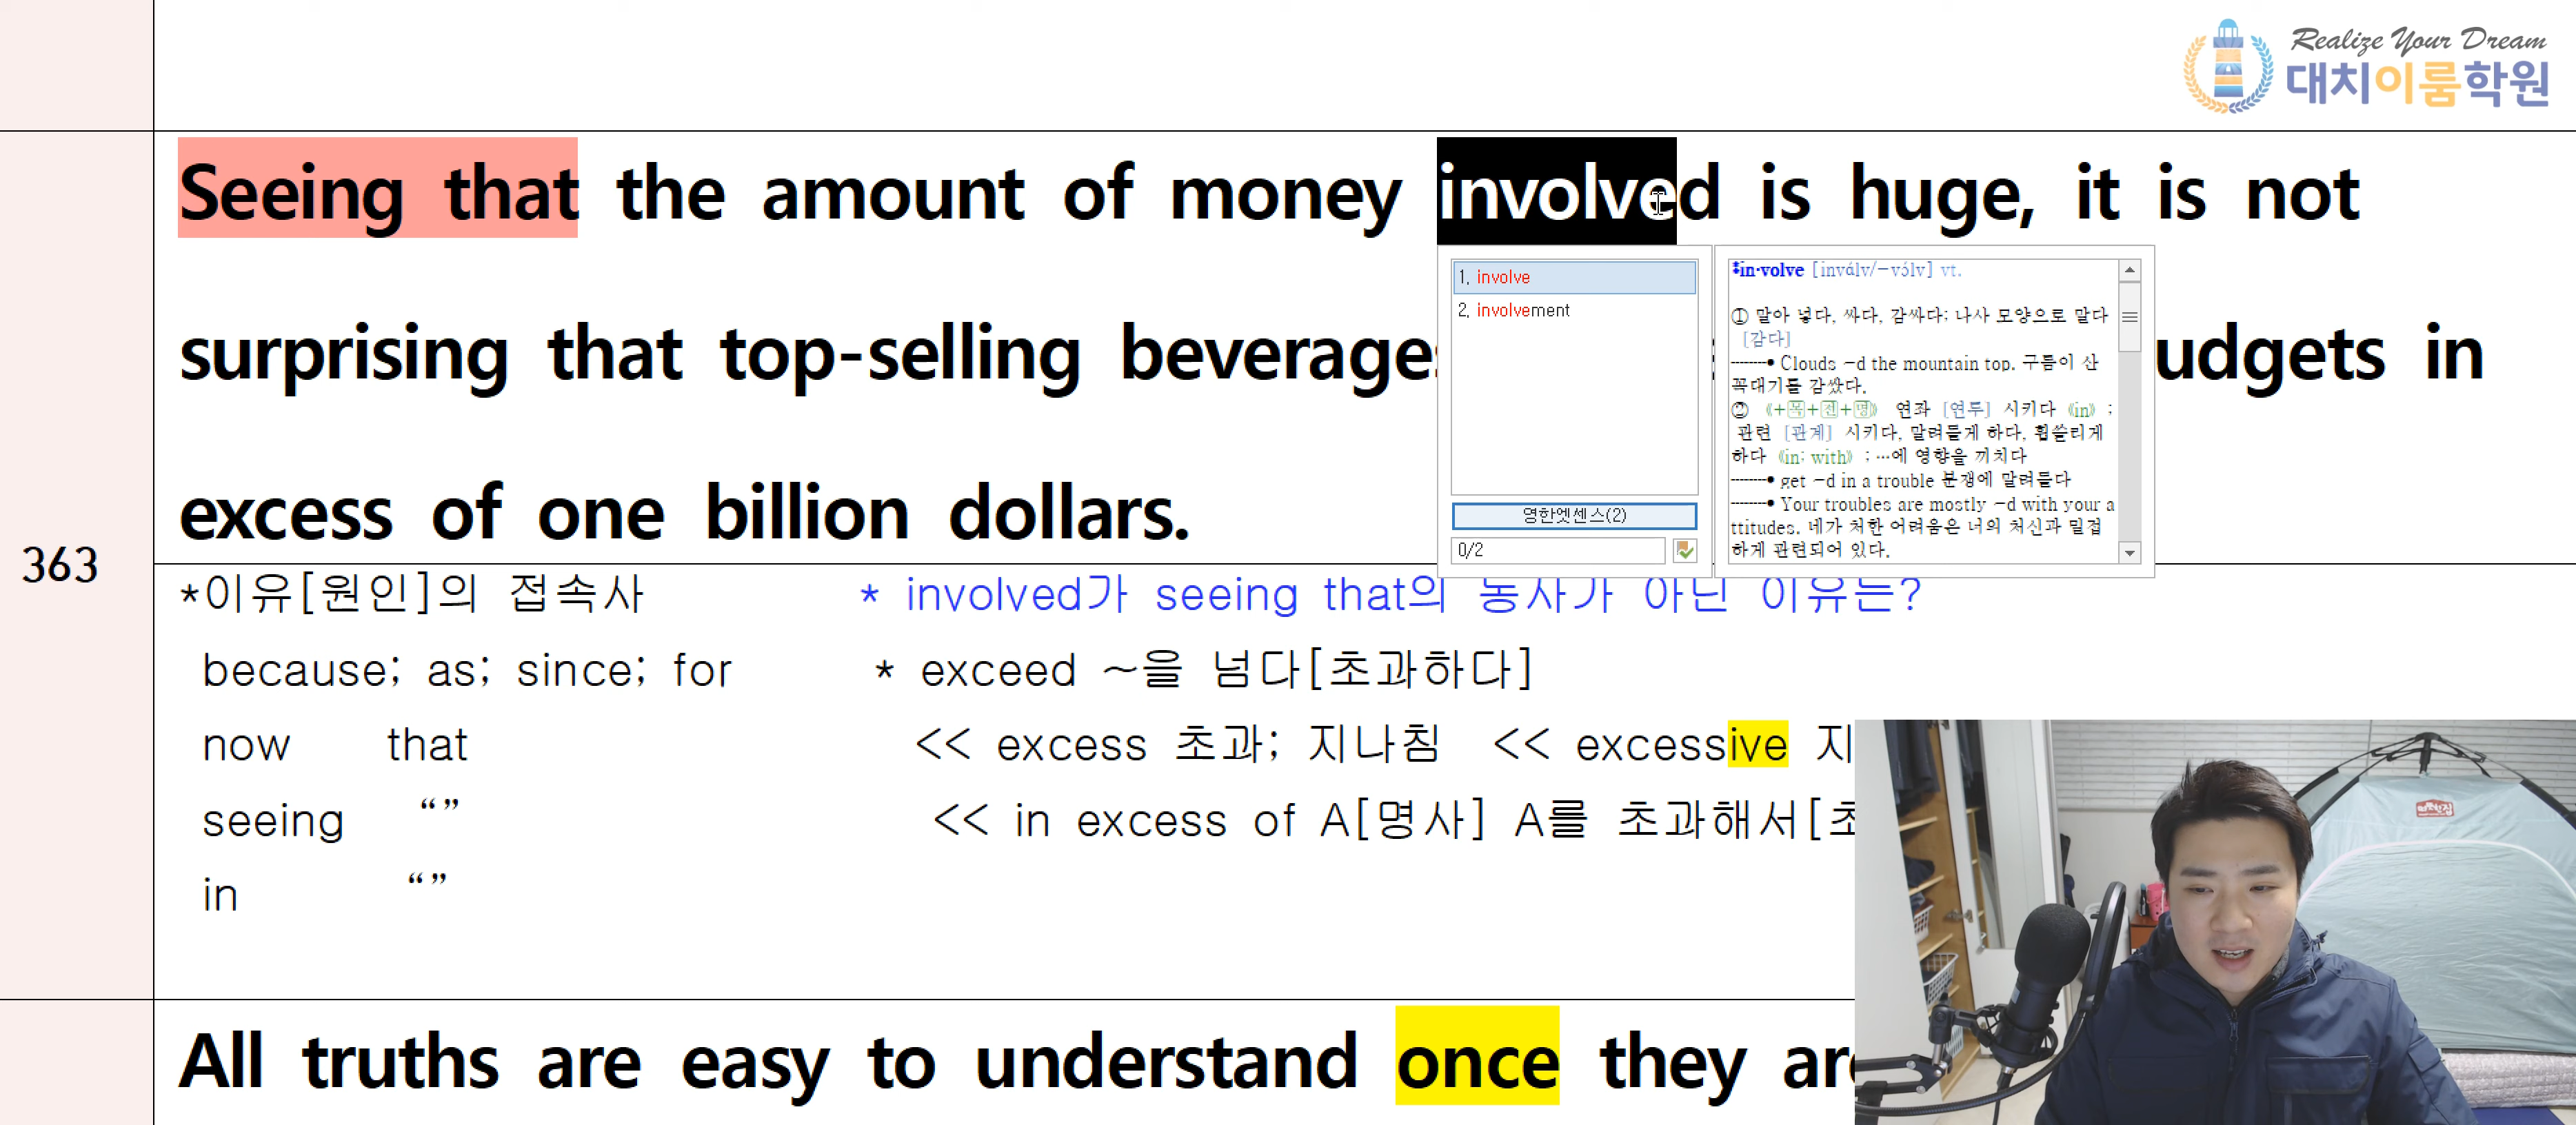 Realize Your Dream
대치이룸학원
Seeing that the amount of money involved is huge, it is not
surprising that top-selling beverages udgets in
excess of one billion dollars.
363
1. involve
2. involvement
영한엣센스(2)
0/2
‡in·volve [inválv/-vɔ́lv] vt.
① 말아 넣다, 싸다, 감싸다; 나사 모양으로 말다
[감다]
--------• Clouds ~d the mountain top. 구름이 산
꼭대기를 감쌌다.
② 《+목+전+명》 연좌 [연루] 시키다 《in》 ;
관련 [관계] 시키다, 말려들게 하다, 휩쓸리게
하다 《in; with》 ; …에 영향을 끼치다
--------• get ~d in a trouble 분쟁에 말려들다
--------• Your troubles are mostly ~d with your a
ttitudes. 네가 처한 어려움은 너의 처신과 밀접
하게 관련되어 있다.
*이유[원인]의 접속사
* involved가 seeing that의 동사가 아닌 이유는?
because; as; since; for
* exceed ~을 넘다[초과하다]
now that
<< excess 초과; 지나침 << excessive 지
seeing “”
<< in excess of A[명사] A를 초과해서[초
in “”
All truths are easy to understand once they are